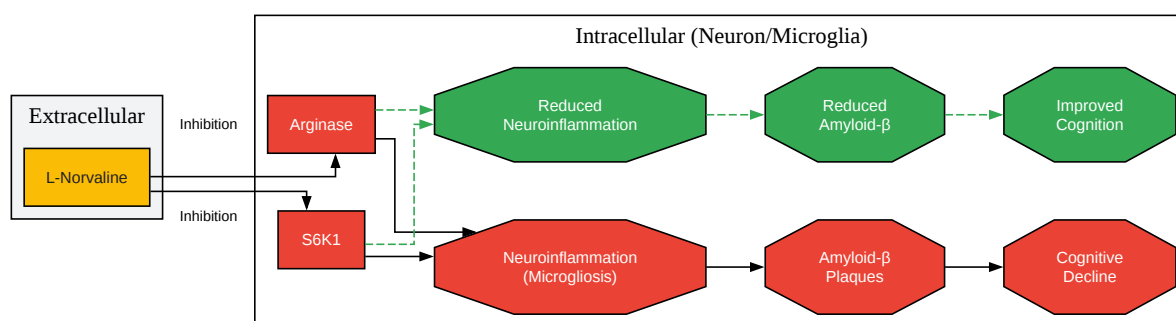 Intracellular (Neuron/Microglia)
Extracellular
L-Norvaline
Inhibition
Inhibition
Arginase
S6K1
Reduced
Neuroinflammation
Reduced
Amyloid-β
Improved
Cognition
Neuroinflammation
(Microgliosis)
Amyloid-β
Plaques
Cognitive
Decline